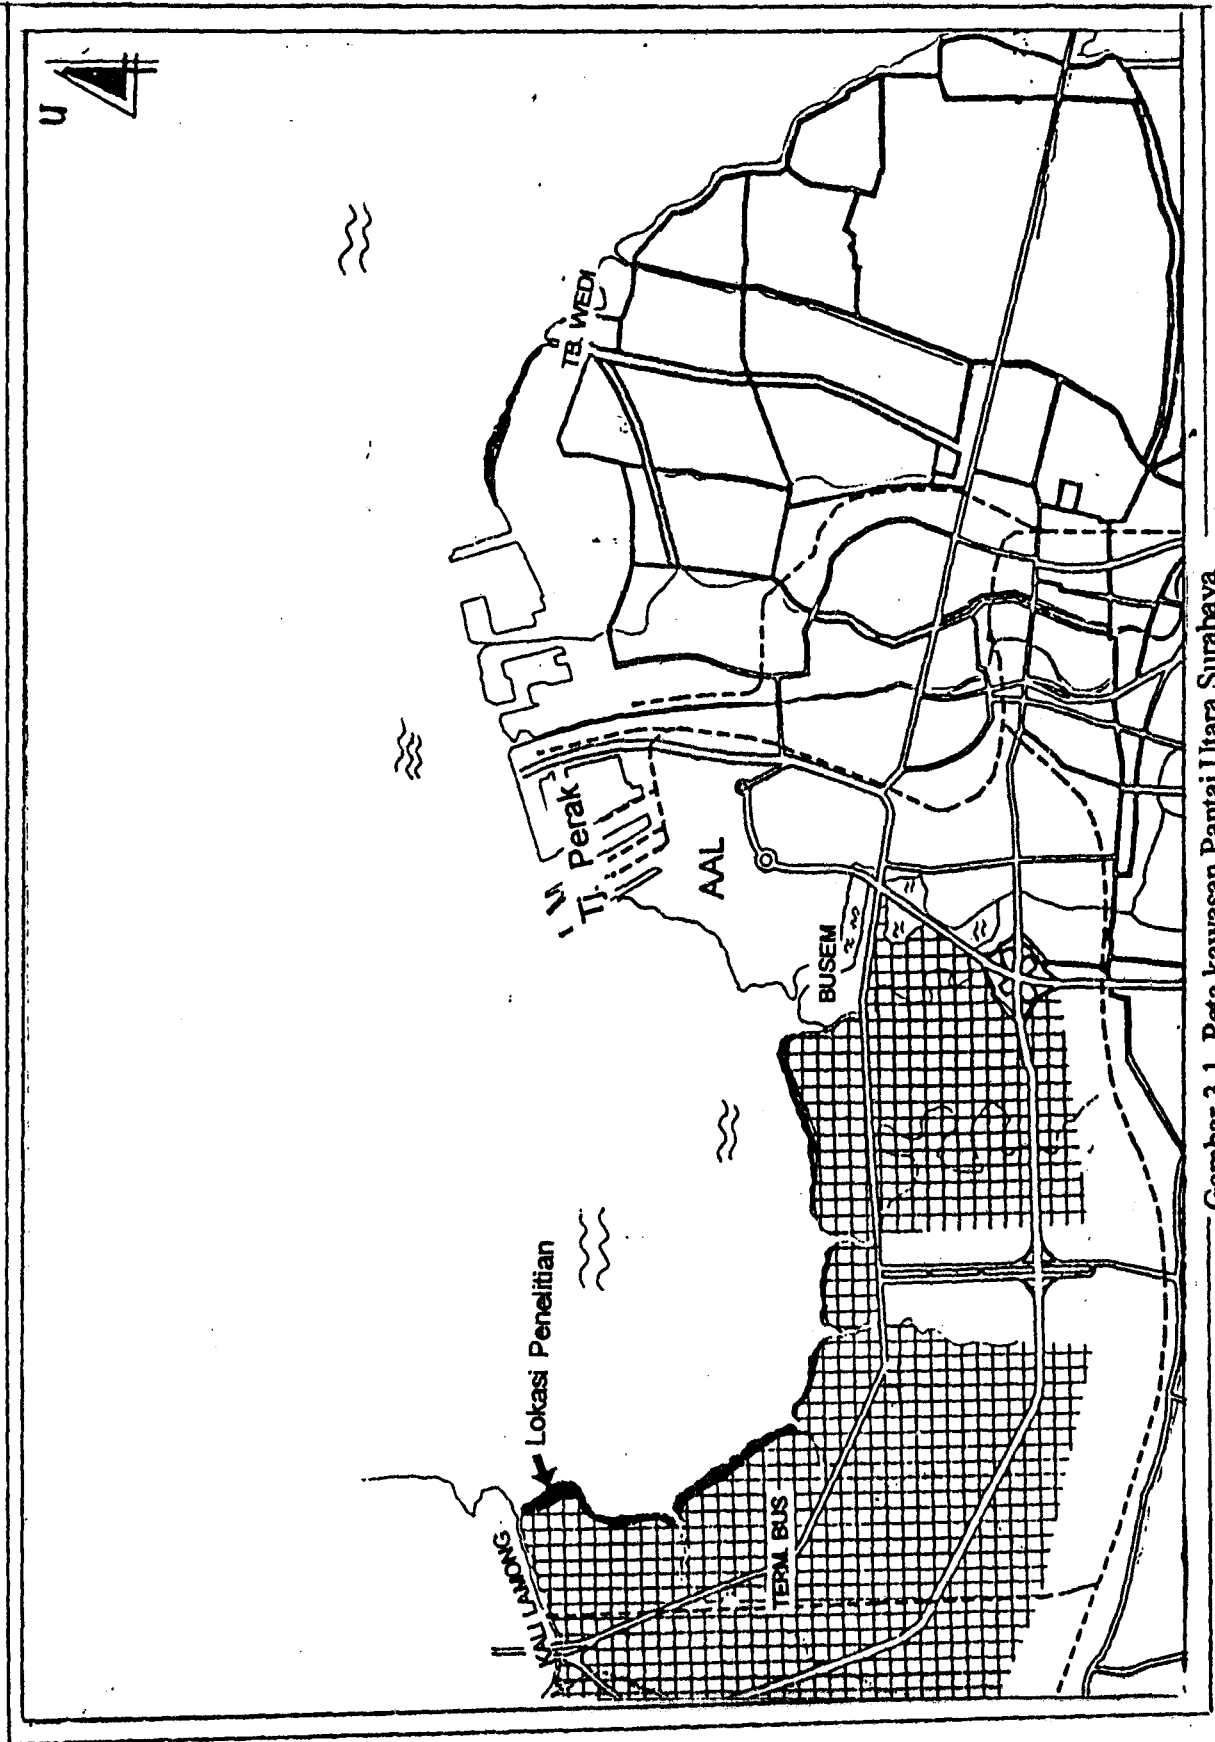 U
TB. WEDI
Tj. Perak
AAL
BUSEM
Lokasi Penelitian
KALI LAMONG
TERM. BUS
Gambar 3.1. Peta kawasan Pantai Utara Surabaya